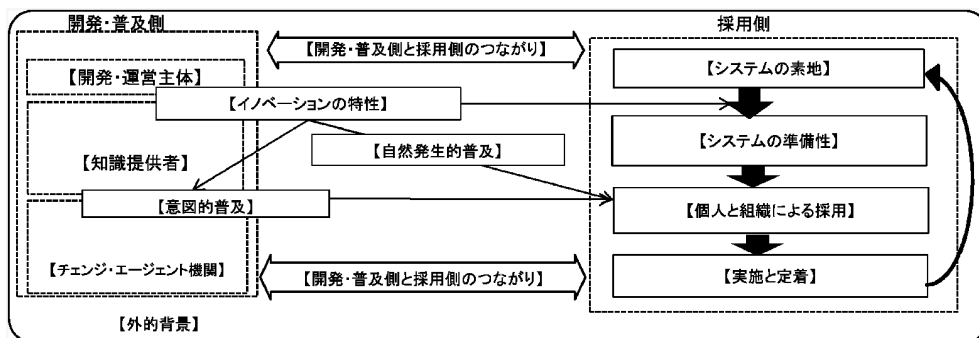 開発・普及側
採用側
【開発・普及側と採用側のつながり】
【開発・運営主体】
【システムの素地】
【イノベーションの特性】
【システムの準備性】
【自然発生的普及】
【知識提供者】
【意図的普及】
【個人と組織による採用】
【チェンジ・エージェント機関】
【開発・普及側と採用側のつながり】
【実施と定着】
【外的背景】